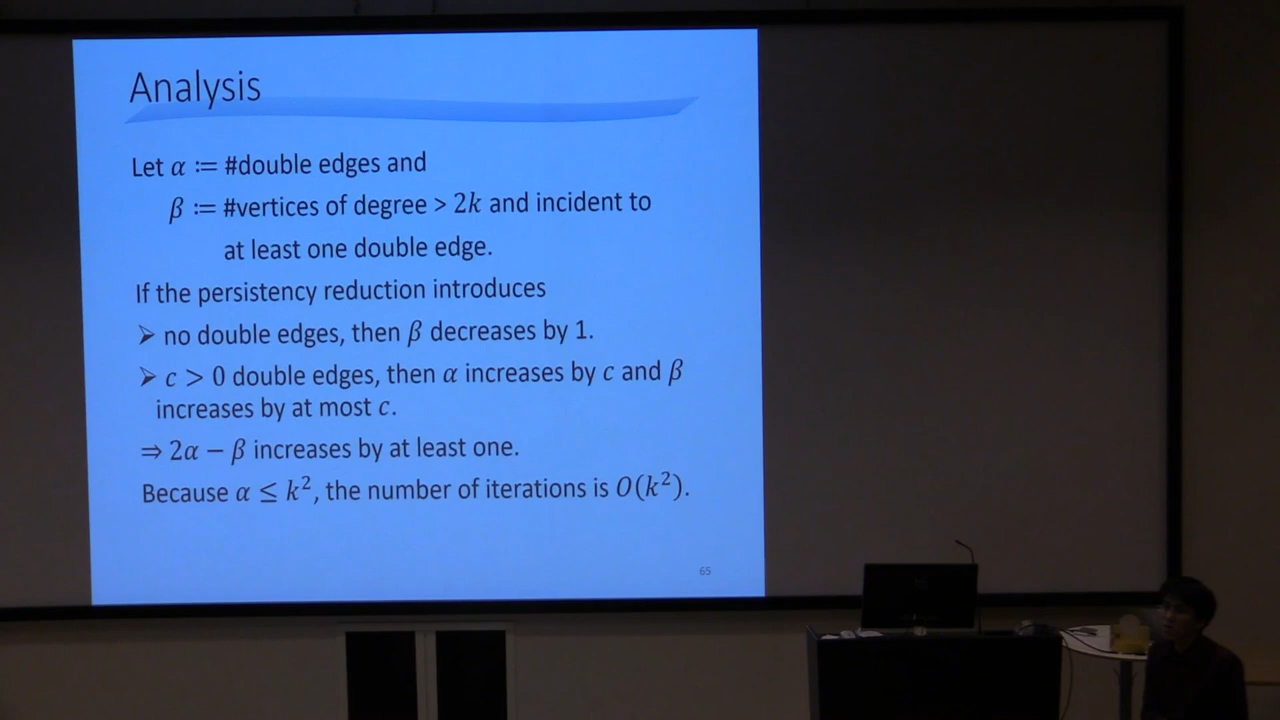 Analysis
Let α := #double edges and
β := #vertices of degree > 2k and incident to
at least one double edge.
If the persistency reduction introduces
➢ no double edges, then β decreases by 1.
➢ c > 0 double edges, then α increases by c and β
increases by at most c.
⇒ 2α − β increases by at least one.
Because α ≤ k², the number of iterations is O(k²).
65